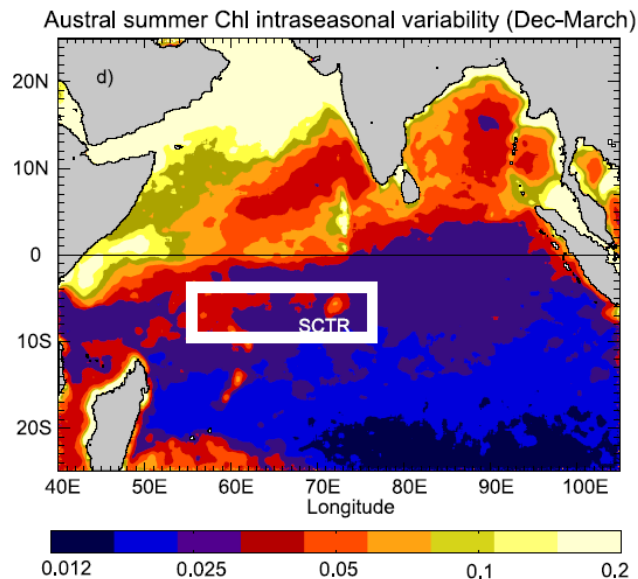 Austral summer Chl intraseasonal variability (Dec-March)
d)
20N
10N
0
10S
20S
SCTR
40E 50E 60E 70E 80E 90E 100E
Longitude
0.012 0.025 0.05 0.1 0.2